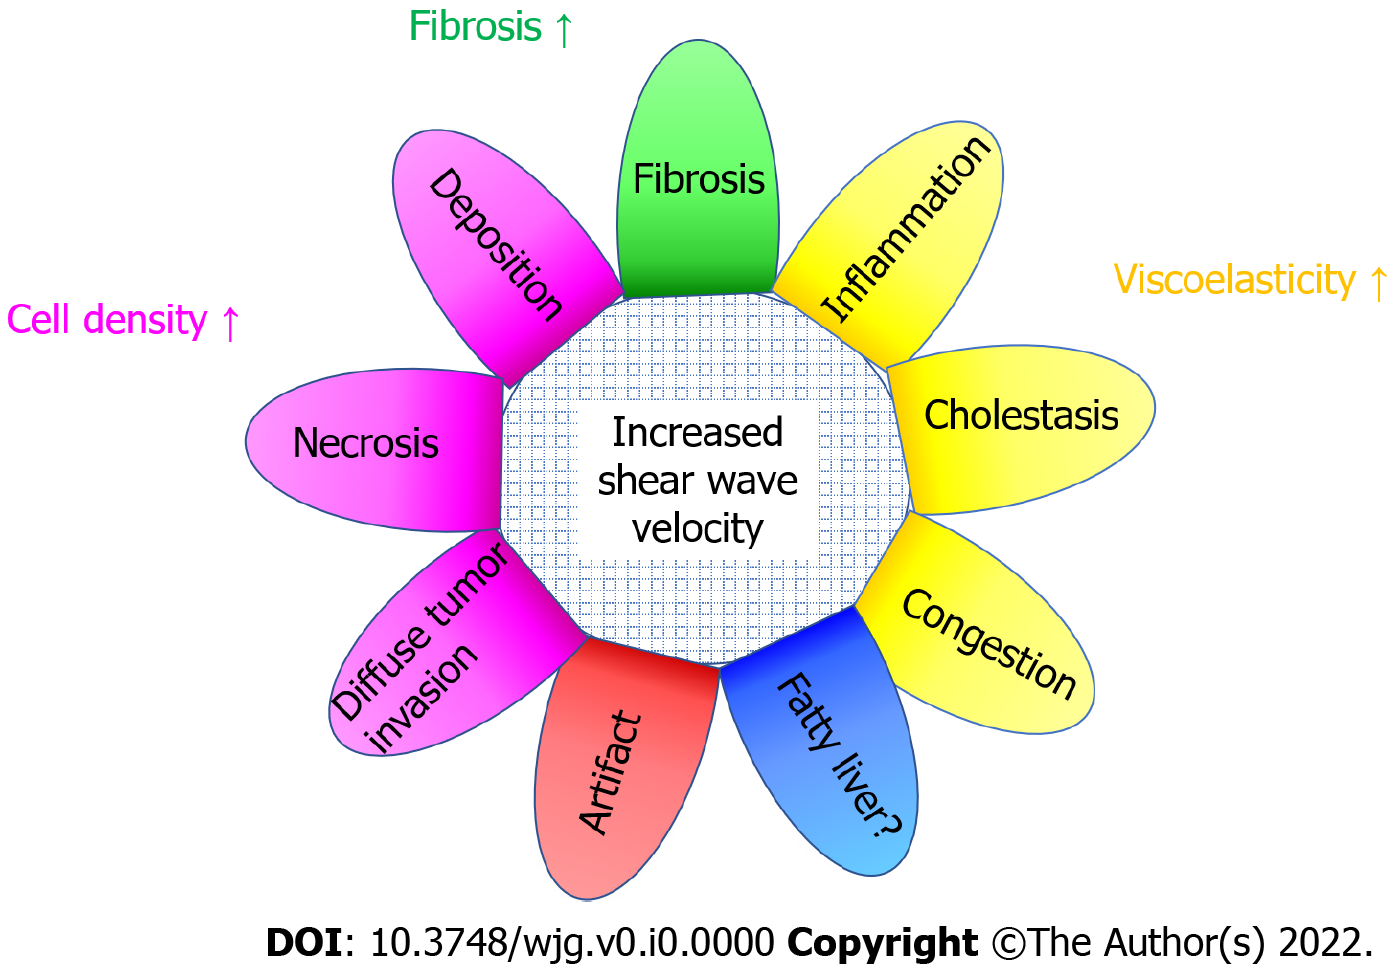 Fibrosis ↑
Fibrosis
Inflammation
Deposition
Viscoelasticity ↑
Cell density ↑
Cholestasis
Necrosis
Increased
shear wave
velocity
Congestion
Diffuse tumor
invasion
Artifact
Fatty liver?
DOI: 10.3748/wjg.v0.i0.0000 Copyright ©The Author(s) 2022.